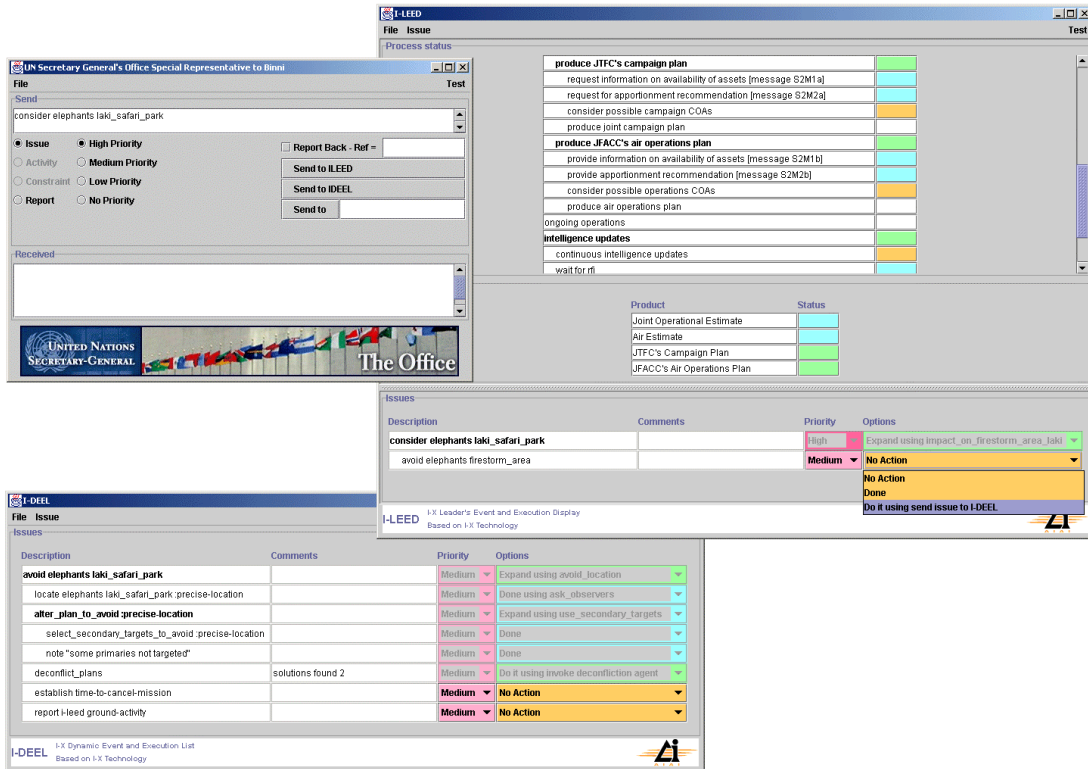 I-LEED
File Issue
Test
Process status
produce JTFC's campaign plan
request information on availability of assets [message S2M1a]
request for apportionment recommendation [message S2M2a]
consider possible campaign COAs
produce joint campaign plan
produce JFACC's air operations plan
provide information on availability of assets [message S2M1b]
provide apportionment recommendation [message S2M2b]
consider possible operations COAs
produce air operations plan
ongoing operations
intelligence updates
continuous intelligence updates
wait for rfi
Product Status
Joint Operational Estimate
Air Estimate
JTFC's Campaign Plan
JFACC's Air Operations Plan
Issues
Description Comments Priority Options
consider elephants laki_safari_park High Expand using impact_on_firestorm_area_laki
avoid elephants firestorm_area Medium No Action
No Action
Done
Do it using send issue to I-DEEL
I-LEED
I-X Leader's Event and Execution Display
Based on I-X Technology
UN Secretary General's Office Special Representative to Binni
File Test
Send
consider elephants laki_safari_park
Issue High Priority Report Back - Ref =
Activity Medium Priority Send to ILEED
Constraint Low Priority Send to IDEEL
Report No Priority Send to
Received
UNITED NATIONS
SECRETARY-GENERAL
The Office
I-DEEL
File Issue
Issues
Description Comments Priority Options
avoid elephants laki_safari_park Medium Expand using avoid_location
locate elephants laki_safari_park :precise-location Medium Done using ask_observers
alter_plan_to_avoid :precise-location Medium Expand using use_secondary_targets
select_secondary_targets_to_avoid :precise-location Medium Done
note "some primaries not targeted" Medium Done
deconflict_plans solutions found 2 Medium Do it using invoke deconfliction agent
establish time-to-cancel-mission Medium No Action
report i-leed ground-activity Medium No Action
I-DEEL
I-X Dynamic Event and Execution List
Based on I-X Technology
AIAI